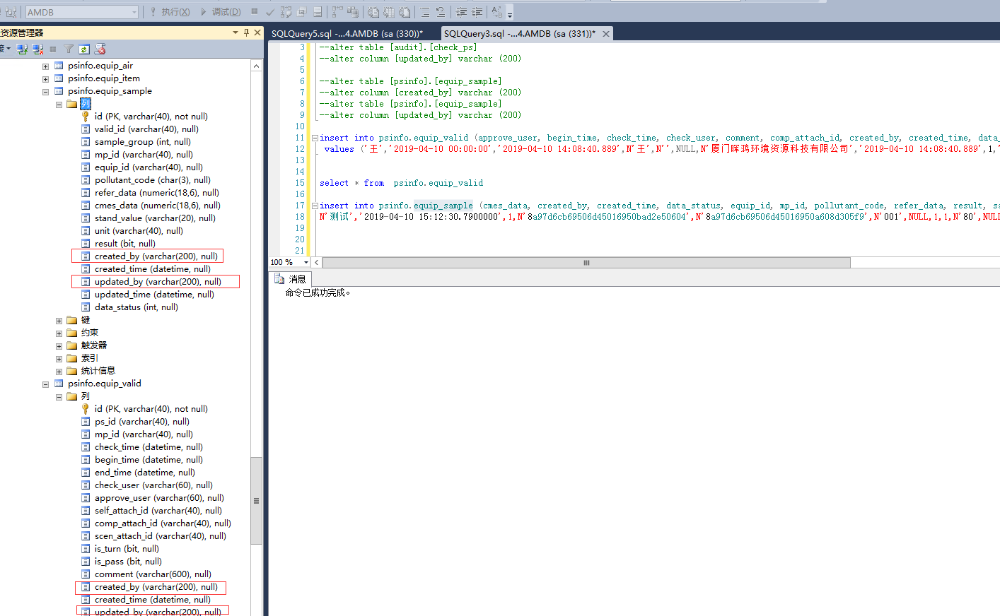 AMDB
执行(X)
调试(D)
资源管理器
接
psinfo.equip_air
psinfo.equip_item
psinfo.equip_sample
列
id (PK, varchar(40), not null)
valid_id (varchar(40), null)
sample_group (int, null)
mp_id (varchar(40), null)
equip_id (varchar(40), null)
pollutant_code (char(3), null)
refer_data (numeric(18,6), null)
cmes_data (numeric(18,6), null)
stand_value (varchar(20), null)
unit (varchar(40), null)
result (bit, null)
created_by (varchar(200), null)
created_time (datetime, null)
updated_by (varchar(200), null)
updated_time (datetime, null)
data_status (int, null)
键
约束
触发器
索引
统计信息
psinfo.equip_valid
列
id (PK, varchar(40), not null)
ps_id (varchar(40), null)
mp_id (varchar(40), null)
check_time (datetime, null)
begin_time (datetime, null)
end_time (datetime, null)
check_user (varchar(60), null)
approve_user (varchar(60), null)
self_attach_id (varchar(40), null)
comp_attach_id (varchar(40), null)
scen_attach_id (varchar(40), null)
is_turn (bit, null)
is_pass (bit, null)
comment (varchar(600), null)
created_by (varchar(200), null)
created_time (datetime, null)
updated_by (varchar(200), null)
SQLQuery5.sql -...4.AMDB (sa (330))*
SQLQuery3.sql -...4.AMDB (sa (331))*
3 --alter table [audit].[check_ps]
4 --alter column [updated_by] varchar (200)
5
6 --alter table [psinfo].[equip_sample]
7 --alter column [created_by] varchar (200)
8 --alter table [psinfo].[equip_sample]
9 --alter column [updated_by] varchar (200)
10
11 insert into psinfo.equip_valid (approve_user, begin_time, check_time, check_user, comment, comp_attach_id, created_by, created_time, data_
12 values ('王','2019-04-10 00:00:00','2019-04-10 14:08:40.889',N'王',N'',NULL,N'厦门晖鸿环境资源科技有限公司','2019-04-10 14:08:40.889',1,'
13
14
15 select * from  psinfo.equip_valid
16
17 insert into psinfo.equip_sample (cmes_data, created_by, created_time, data_status, equip_id, mp_id, pollutant_code, refer_data, result, sa
18 N'测试','2019-04-10 15:12:30.7900000',1,N'8a97d6cb69506d45016950bad2e50604',N'8a97d6cb69506d45016950a608d305f9',N'001',NULL,1,1,N'80',NULL
19
20
21
100 %
消息
命令已成功完成。